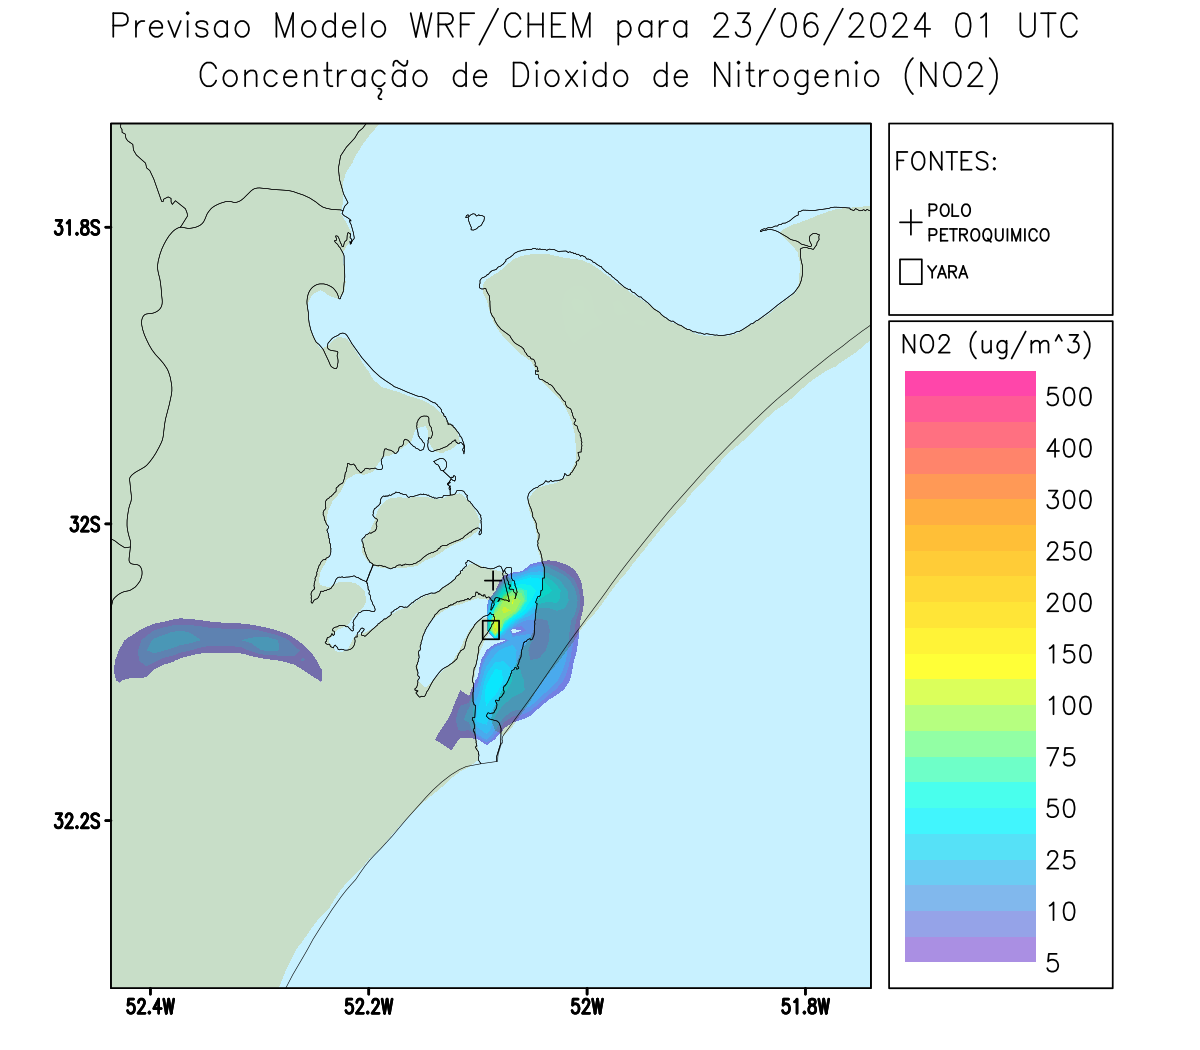 Previsao Modelo WRF/CHEM para 23/06/2024 01 UTC
Concentração de Dioxido de Nitrogenio (NO2)
FONTES:
POLO
PETROQUIMICO
YARA
NO2 (ug/m^3)
500
400
300
250
200
150
100
75
50
25
10
5
31.8S
32S
32.2S
52.4W
52.2W
52W
51.8W